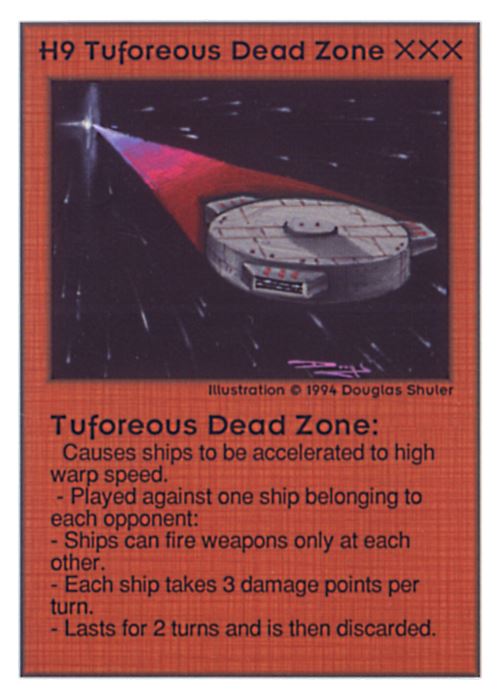 H9 Tuforeous Dead Zone XXX
Illustration © 1994 Douglas Shuler
Tuforeous Dead Zone:
Causes ships to be accelerated to high
warp speed.
- Played against one ship belonging to
each opponent:
- Ships can fire weapons only at each
other.
- Each ship takes 3 damage points per
turn.
- Lasts for 2 turns and is then discarded.